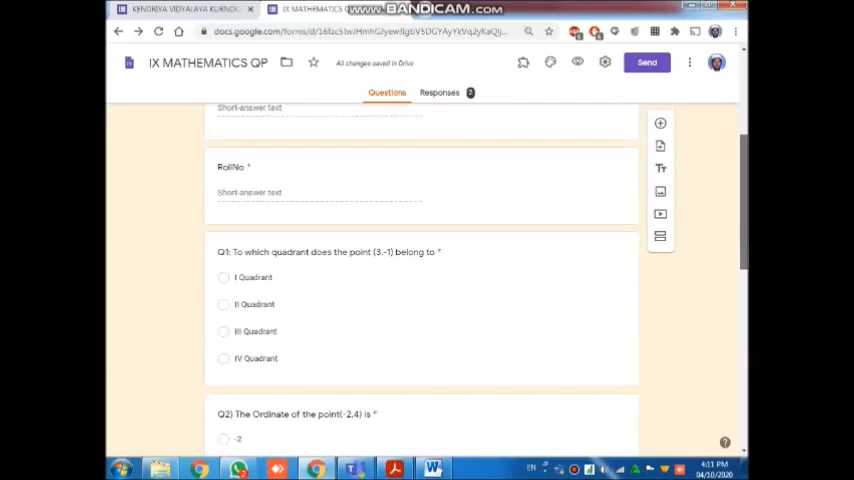 KENDRIYA VIDYALAYA KURNOO
IX MATHEMATICS Q
WWW.BANDICAM.COM
IX MATHEMATICS QP
All changes saved in Drive
Send
Questions
Responses 2
Short-answer text
RollNo *
Short-answer text
Q1: To which quadrant does the point (3,-1) belong to *
I Quadrant
II Quadrant
III Quadrant
IV Quadrant
Q2) The Ordinate of the point(-2,4) is *
-2
EN
4:11 PM
04/10/2020